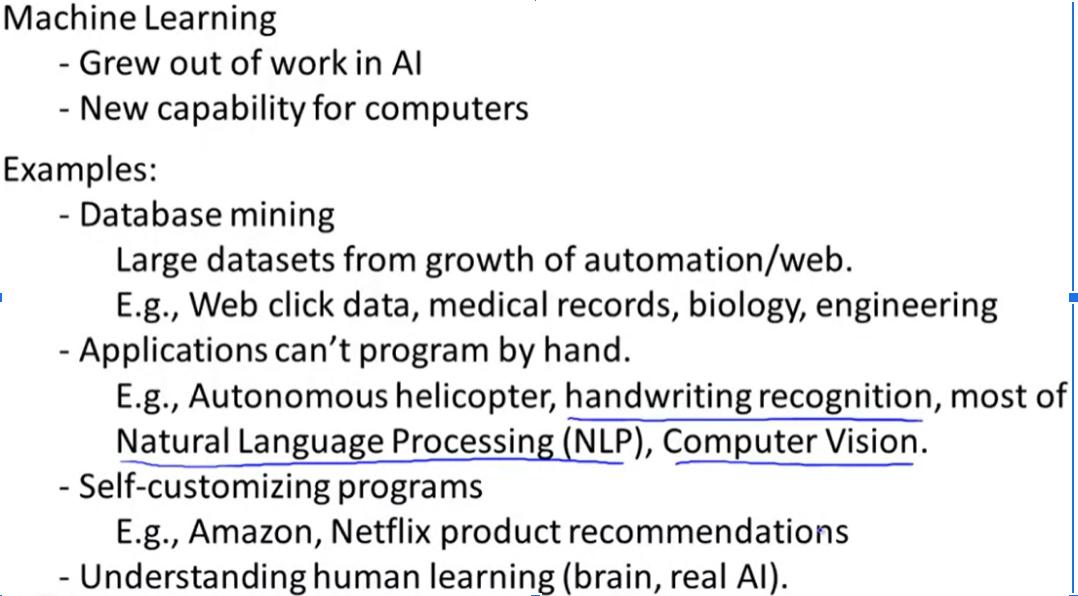 Machine Learning
- Grew out of work in AI
- New capability for computers
Examples:
- Database mining
Large datasets from growth of automation/web.
E.g., Web click data, medical records, biology, engineering
- Applications can’t program by hand.
E.g., Autonomous helicopter, handwriting recognition, most of
Natural Language Processing (NLP), Computer Vision.
- Self-customizing programs
E.g., Amazon, Netflix product recommendations
- Understanding human learning (brain, real AI).